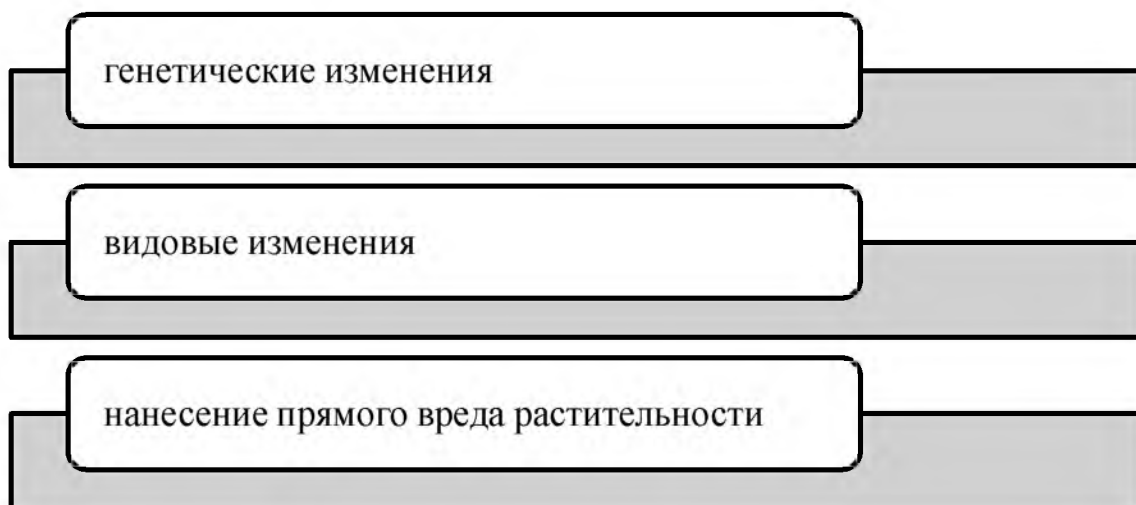 генетические изменения
видовые изменения
нанесение прямого вреда растительности